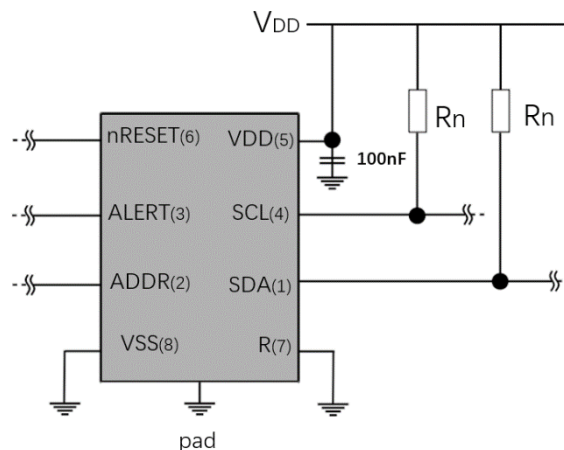 VDD
Rn
Rn
nRESET(6)
VDD(5)
100nF
ALERT(3)
SCL(4)
ADDR(2)
SDA(1)
VSS(8)
R(7)
pad